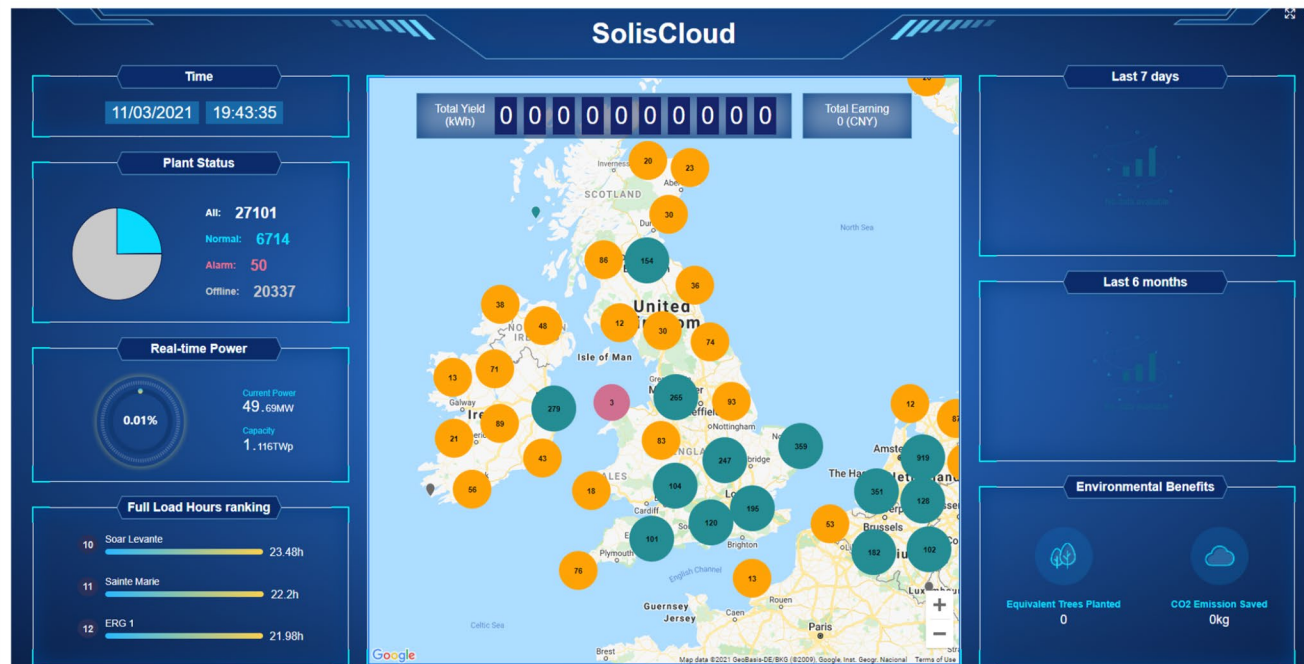 SolisCloud
Time
11/03/2021 19:43:35
Plant Status
All: 27101
Normal: 6714
Alarm: 50
Offline: 20337
Real-time Power
0.01%
Current Power
49.69MW
Capacity
1.116TWp
Full Load Hours ranking
10 Soar Levante
23.48h
11 Sainte Marie
22.2h
12 ERG 1
21.98h
Total Yield
(kWh)
0 0 0 0 0 0 0 0 0 0
Total Earning
0 (CNY)
Inverness
20
23
SCOTLAND
30
North Sea
86
154
36
United
38
48
12
30
74
Isle of Man
71
13
Galway
279
3
265
93
Nottingham
89
21
83
359
43
247
12
87
919
The
56
18
104
351
128
Cardiff
195
120
53
Brussels
101
Brighton
182
102
Plymouth
76
English Channel
13
Guernsey
Jersey
Caen
Rouen
Celtic Sea
Paris
Brest
+
−
Google
Map data ©2021 GeoBasis-DE/BKG (©2009), Google, Inst. Geogr. Nacional
Terms of Use
Last 7 days
Last 6 months
Environmental Benefits
Equivalent Trees Planted
0
CO2 Emission Saved
0kg